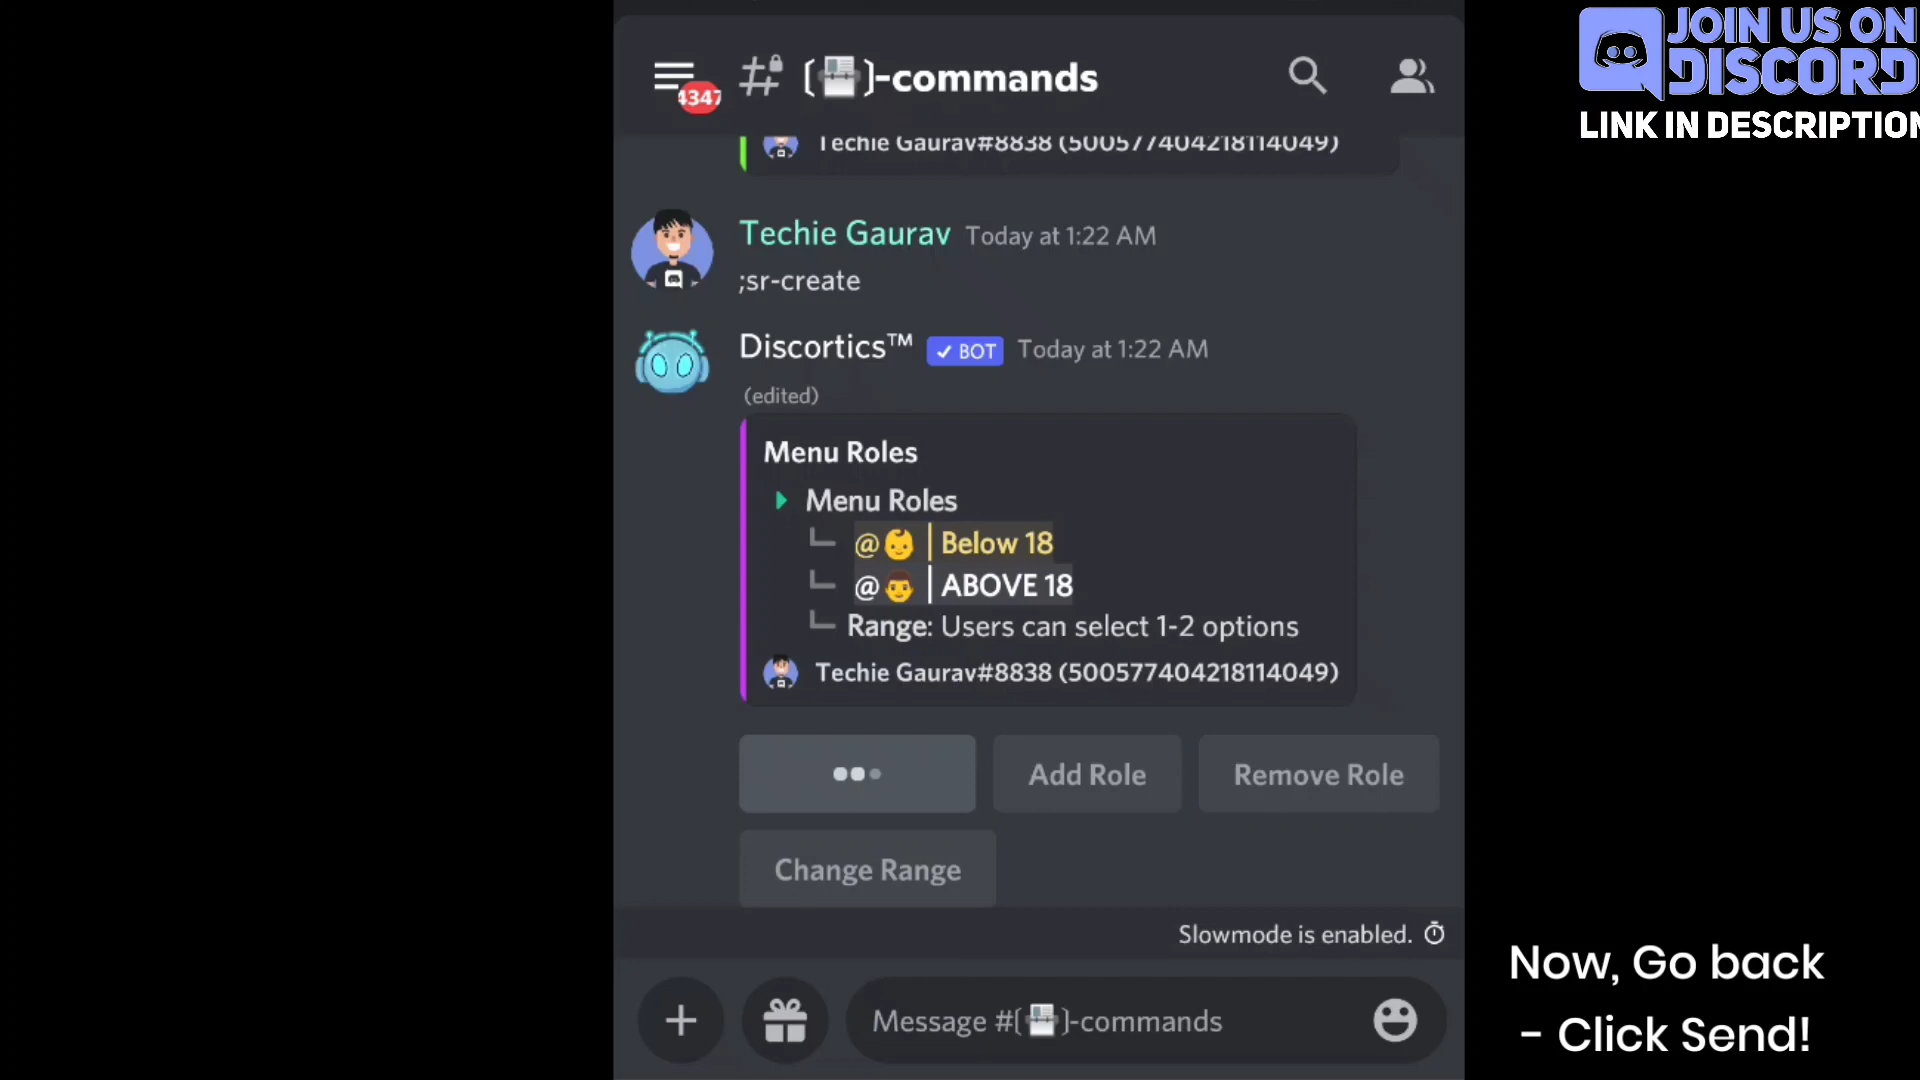 JOIN US ON
DISCORD
LINK IN DESCRIPTION
4347
[]-commands
Techie Gaurav#8838 (500577404218114049)
Techie Gaurav Today at 1:22 AM
;sr-create
Discortics™ ✓ BOT Today at 1:22 AM
(edited)
Menu Roles
Menu Roles
@👶 | Below 18
@👨 | ABOVE 18
Range: Users can select 1-2 options
Techie Gaurav#8838 (500577404218114049)
Add Role Remove Role
Change Range
Slowmode is enabled.
Message #[]-commands
Now, Go back
- Click Send!